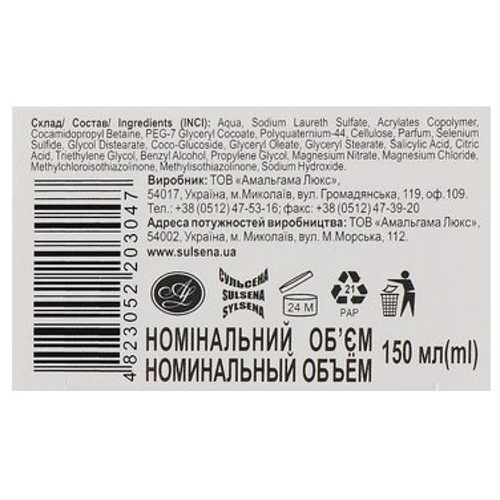 Склад/ Состав/ Ingredients (INCI): Aqua, Sodium Laureth Sulfate, Acrylates Copolymer,
Cocamidopropyl Betaine, PEG-7 Glyceryl Cocoate, Polyquaternium-44, Cellulose, Parfum, Selenium
Sulfide, Glycol Distearate, Coco-Glucoside, Glyceryl Oleate, Glyceryl Stearate, Salicylic Acid, Citric
Acid, Triethylene Glycol, Benzyl Alcohol, Propylene Glycol, Magnesium Nitrate, Magnesium Chloride,
Methylchloroisothiazolinone, Methylisothiazolinone, Sodium Hydroxide.
Виробник: ТОВ «Амальгама Люкс»,
54017, Україна, м. Миколаїв, вул. Громадянська, 119, оф.109.
Тел.: +38 (0512) 47-53-16; факс: +38 (0512) 47-39-20
Адреса потужностей виробництва: ТОВ «Амальгама Люкс»,
54002, Україна, м. Миколаїв, вул. М.Морська, 112.
www.sulsena.ua
4823052203047
СУЛЬСЕНА
SULSENA
SYLSENA
24 M
21
PAP
НОМІНАЛЬНИЙ ОБ'ЄМ
НОМИНАЛЬНЫЙ ОБЪЁМ
150 мл(ml)